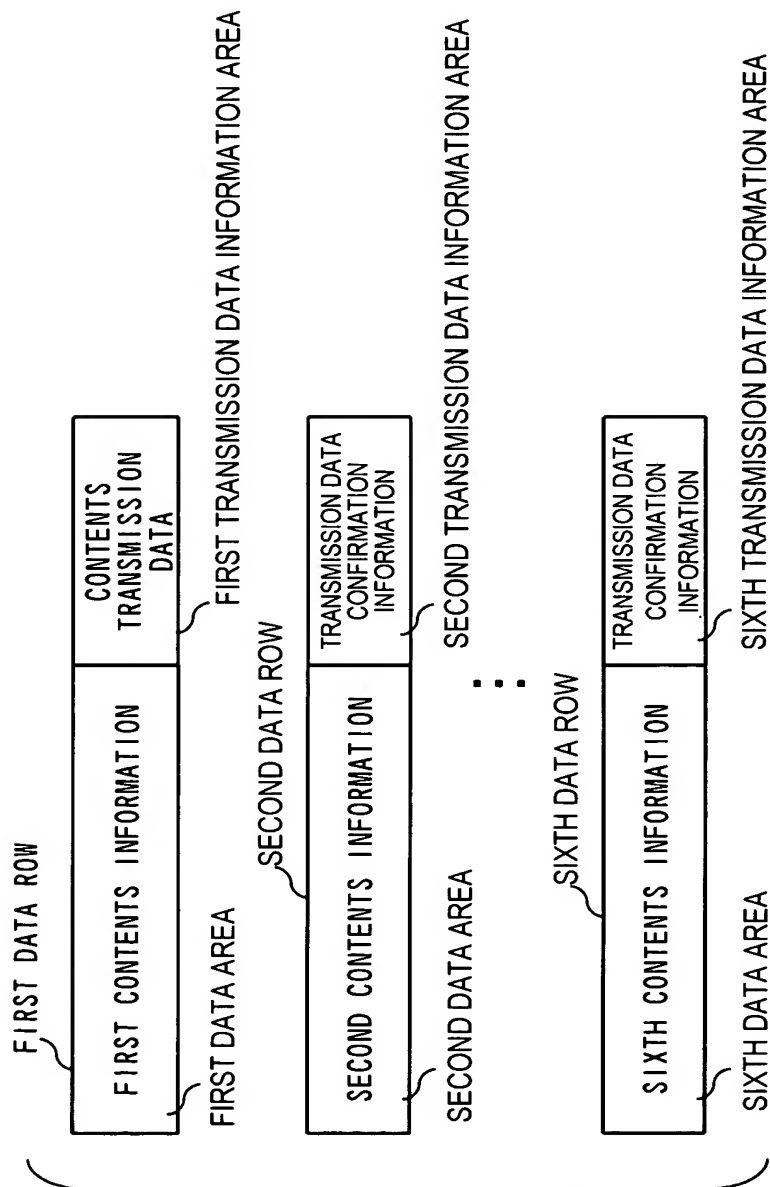 FIRST DATA ROW
FIRST CONTENTS INFORMATION
CONTENTS
TRANSMISSION
DATA
FIRST DATA AREA
FIRST TRANSMISSION DATA INFORMATION AREA
SECOND DATA ROW
SECOND CONTENTS INFORMATION
TRANSMISSION DATA
CONFIRMATION
INFORMATION
SECOND DATA AREA
SECOND TRANSMISSION DATA INFORMATION AREA
SIXTH DATA ROW
SIXTH CONTENTS INFORMATION
TRANSMISSION DATA
CONFIRMATION
INFORMATION
SIXTH DATA AREA
SIXTH TRANSMISSION DATA INFORMATION AREA